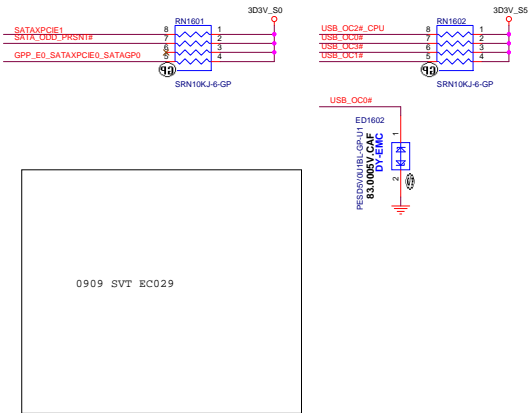 RN1601
3D3V_S0
SATAXPCIE1
8
1
SATA_ODD_PRSNT1#
7
2
6
3
GPP_E0_SATAXPCIE0_SATAGP0
5
4
SRN10KJ-6-GP
RN1602
3D3V_S5
USB_OC2#_CPU
8
1
USB_OC0#
7
2
USB_OC3#
6
3
USB_OC1#
5
4
SRN10KJ-6-GP
USB_OC0#
ED1602
1
2
PESD5V0U1BL-GP-U1
83.0005V.CAF
DY-EMC
0909 SVT EC029